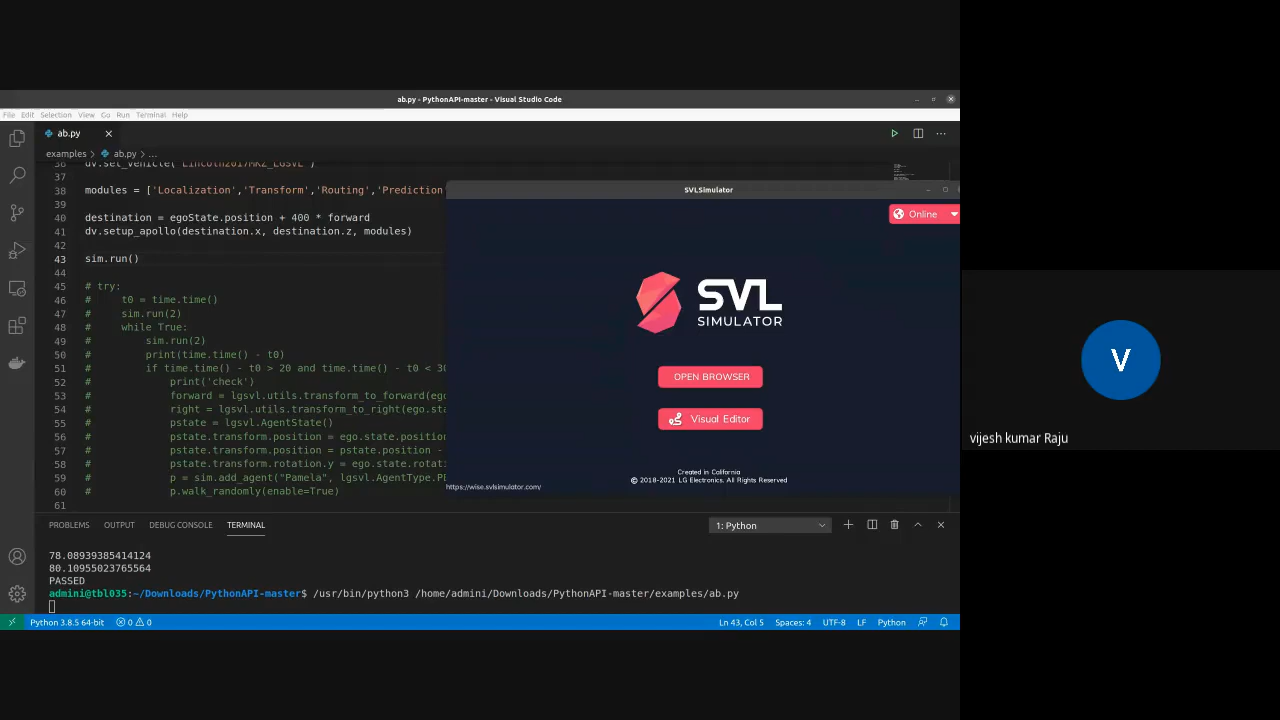 ab.py - PythonAPI-master - Visual Studio Code
File Edit Selection View Go Run Terminal Help
ab.py
examples > ab.py > ...
36 dv.set_vehicle('Lincoln2017MKZ_LGSVL')
37
38 modules = ['Localization','Transform','Routing','Prediction'
39
40 destination = egoState.position + 400 * forward
41 dv.setup_apollo(destination.x, destination.z, modules)
42
43 sim.run()
44
45 # try:
46 # t0 = time.time()
47 # sim.run(2)
48 # while True:
49 # sim.run(2)
50 # print(time.time() - t0)
51 # if time.time() - t0 > 20 and time.time() - t0 < 30
52 # print('check')
53 # forward = lgsvl.utils.transform_to_forward(eg
54 # right = lgsvl.utils.transform_to_right(ego.st
55 # pstate = lgsvl.AgentState()
56 # pstate.transform.position = ego.state.position
57 # pstate.transform.position = pstate.position -
58 # pstate.transform.rotation.y = ego.state.rotati
59 # p = sim.add_agent("Pamela", lgsvl.AgentType.PE
60 # p.walk_randomly(enable=True)
61
SVLSimulator
Online
SVL
SIMULATOR
OPEN BROWSER
Visual Editor
Created in California
© 2018-2021 LG Electronics. All Rights Reserved
https://wise.svlsimulator.com/
PROBLEMS OUTPUT DEBUG CONSOLE TERMINAL 1: Python
78.08939385414124
80.10955023765564
PASSED
admini@tbl035:~/Downloads/PythonAPI-master$ /usr/bin/python3 /home/admini/Downloads/PythonAPI-master/examples/ab.py
Python 3.8.5 64-bit 0 0 Ln 43, Col 5 Spaces: 4 UTF-8 LF Python
V
vijesh kumar Raju